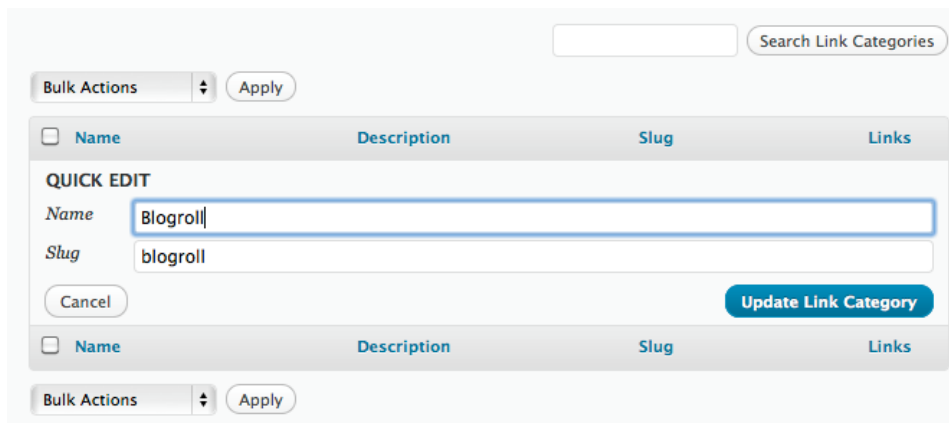 Search Link Categories
Bulk Actions Apply
Name Description Slug Links
QUICK EDIT
Name Blogroll
Slug blogroll
Cancel Update Link Category
Name Description Slug Links
Bulk Actions Apply